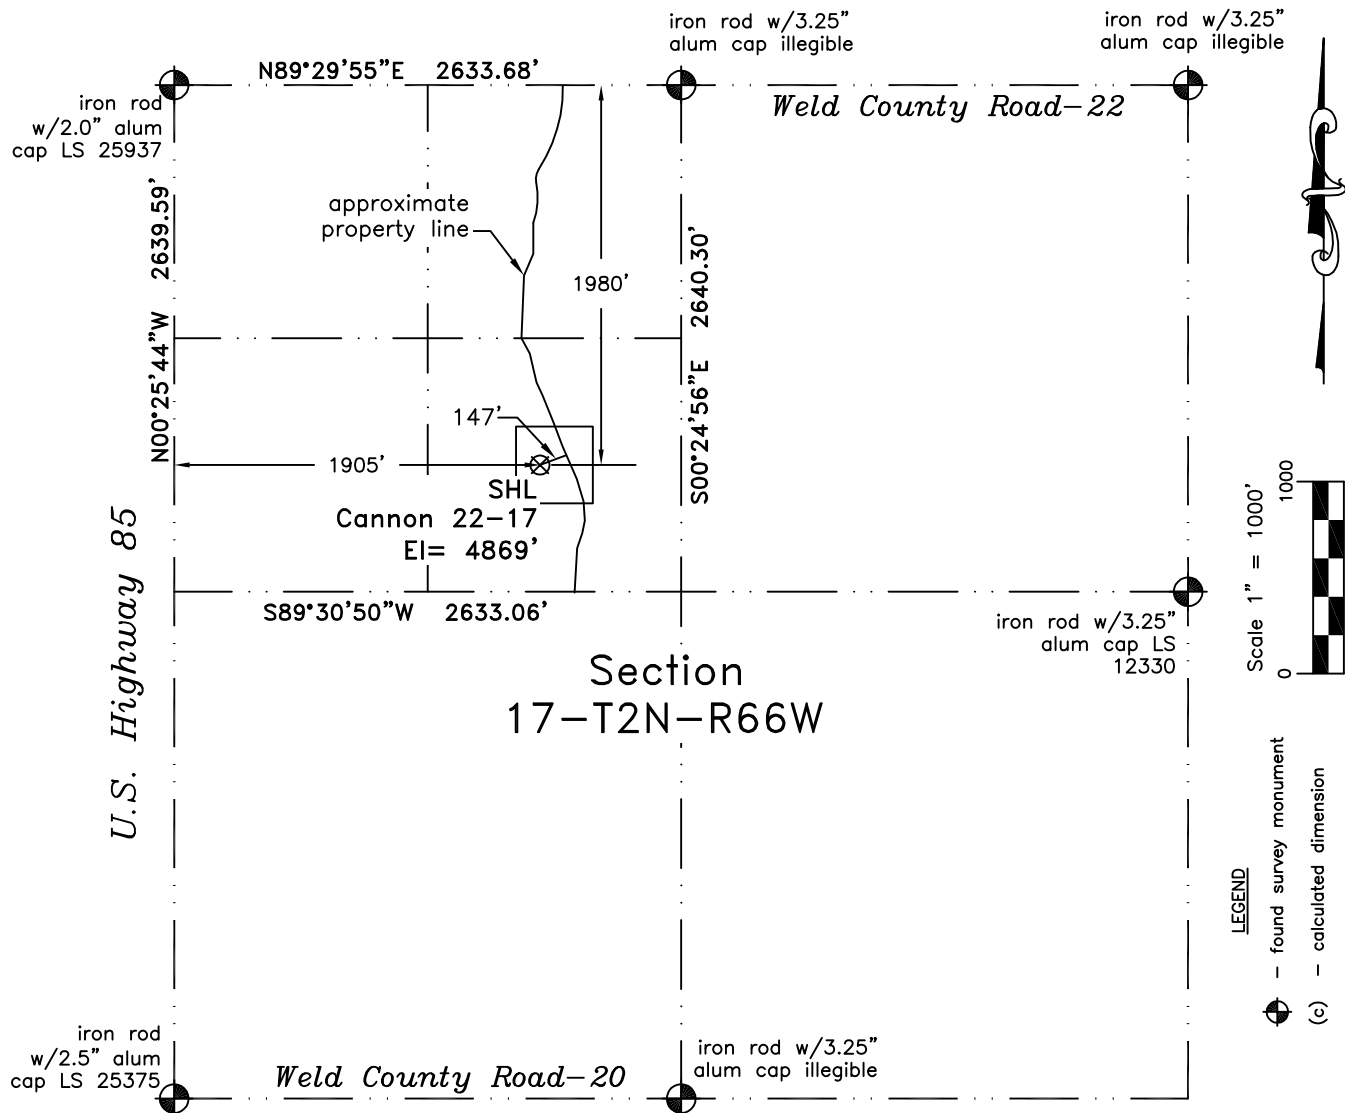 iron rod w/3.25"
alum cap illegible
iron rod w/3.25"
alum cap illegible
N89°29'55"E 2633.68'
iron rod
w/2.0" alum
cap LS 25937
Weld County Road-22
N00°25'44"W 2639.59'
approximate
property line
1980'
S00°24'56"E 2640.30'
147'
1905'
SHL
Cannon 22-17
El= 4869'
U.S. Highway 85
S89°30'50"W 2633.06'
iron rod w/3.25"
alum cap LS
12330
Section
17-T2N-R66W
Scale 1" = 1000'
0 1000
LEGEND
- found survey monument
(c) - calculated dimension
iron rod
w/2.5" alum
cap LS 25375
Weld County Road-20
iron rod w/3.25"
alum cap illegible